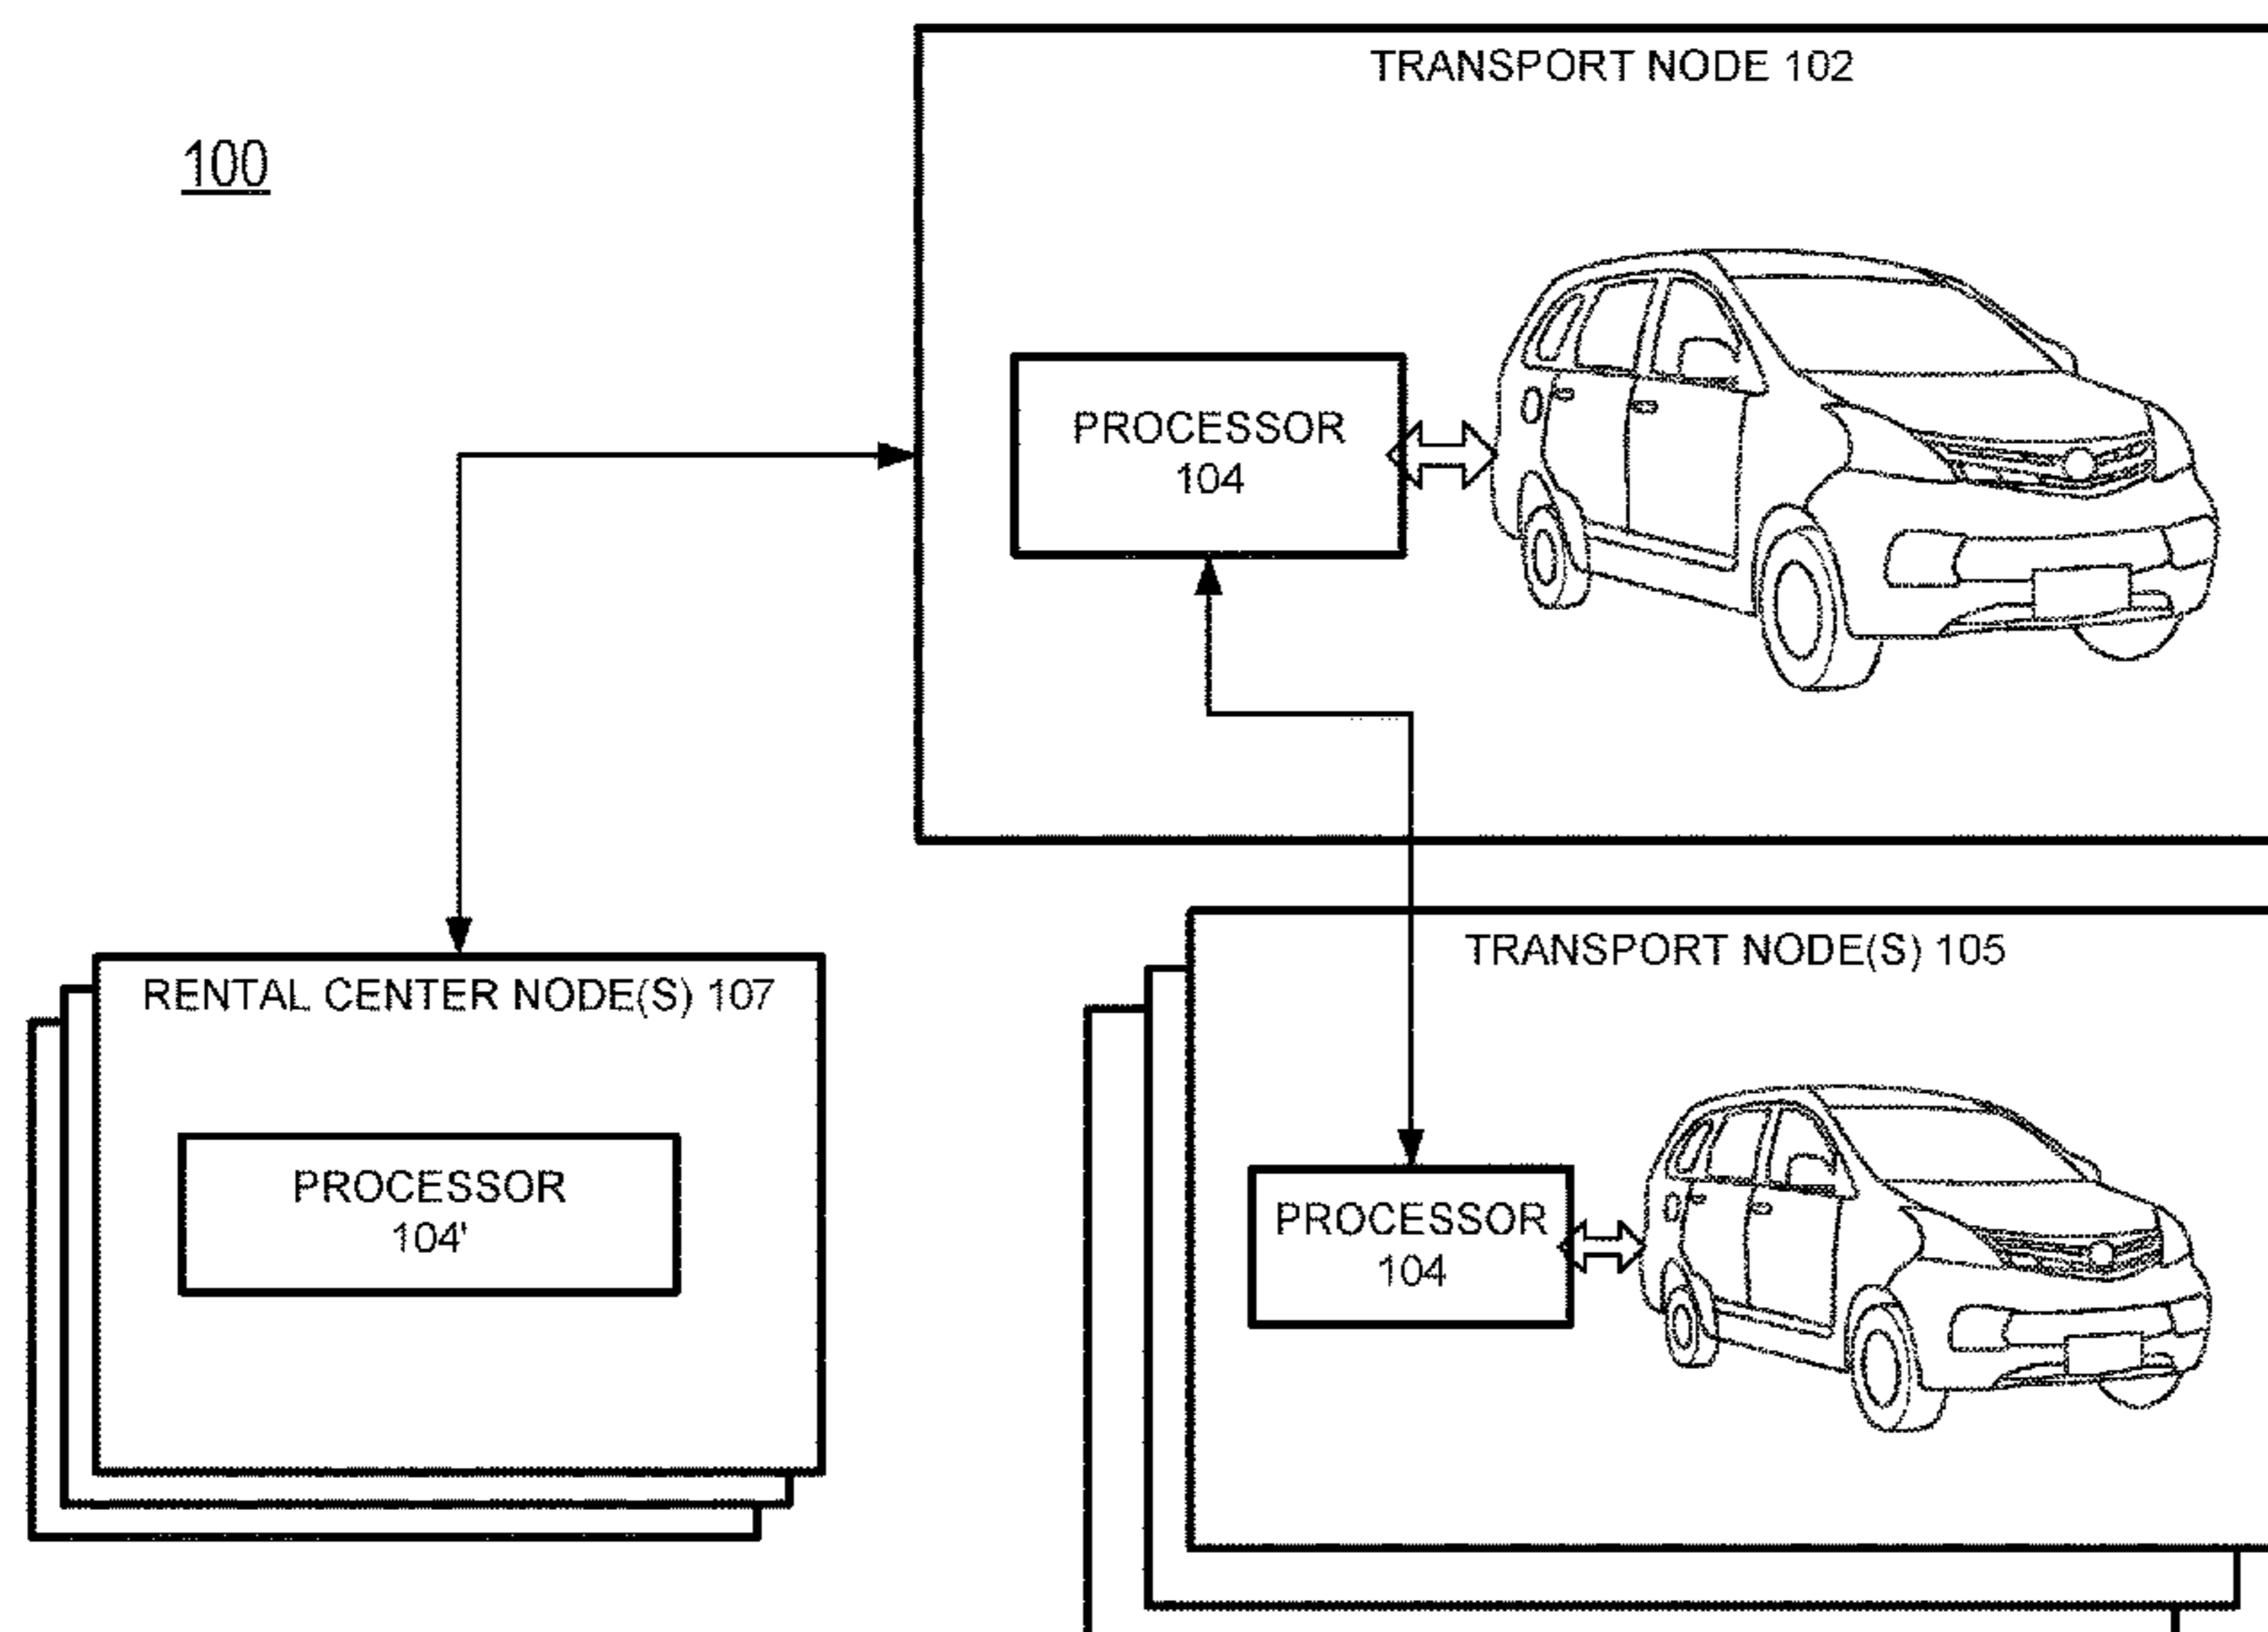 TRANSPORT NODE 102
100
PROCESSOR
104
TRANSPORT NODE(S) 105
RENTAL CENTER NODE(S) 107
PROCESSOR
104'
PROCESSOR
104